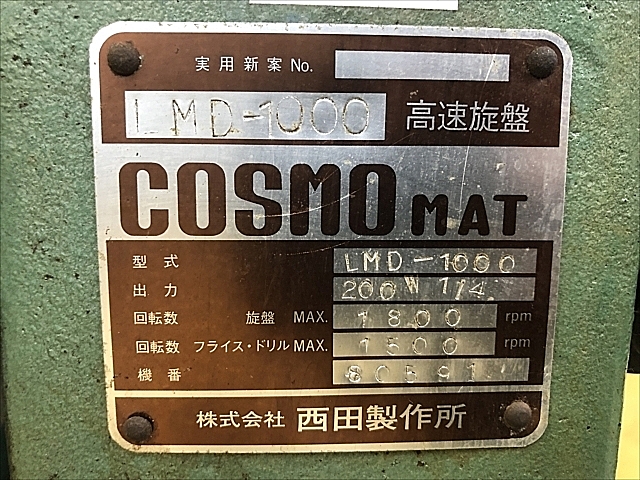 実用新案 No.
LMD-1000 高速旋盤
COSMO MAT
型式 LMD-1000
出力 200W 1/4
回転数 旋盤 MAX. 1800 rpm
回転数 フライス・ドリル MAX. 1500 rpm
機番
株式会社 西田製作所